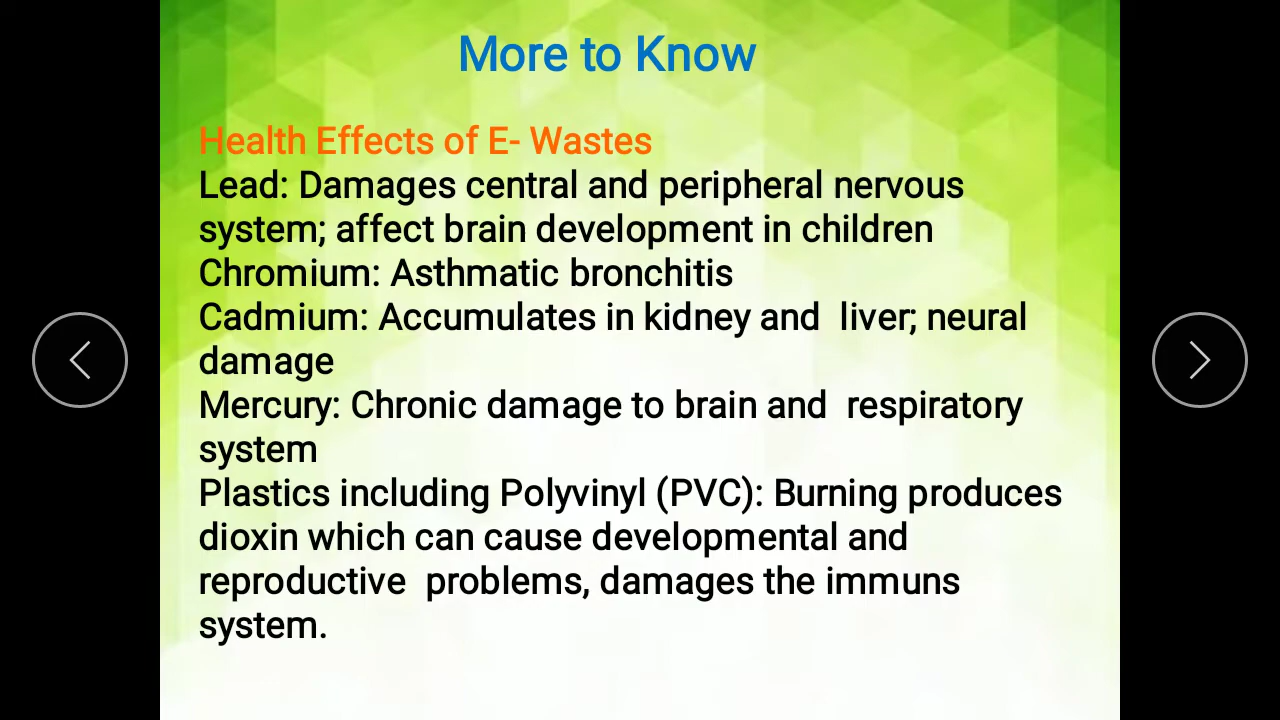 More to Know
Health Effects of E- Wastes
Lead: Damages central and peripheral nervous
system; affect brain development in children
Chromium: Asthmatic bronchitis
Cadmium: Accumulates in kidney and  liver; neural
damage
Mercury: Chronic damage to brain and  respiratory
system
Plastics including Polyvinyl (PVC): Burning produces
dioxin which can cause developmental and
reproductive  problems, damages the immuns
system.